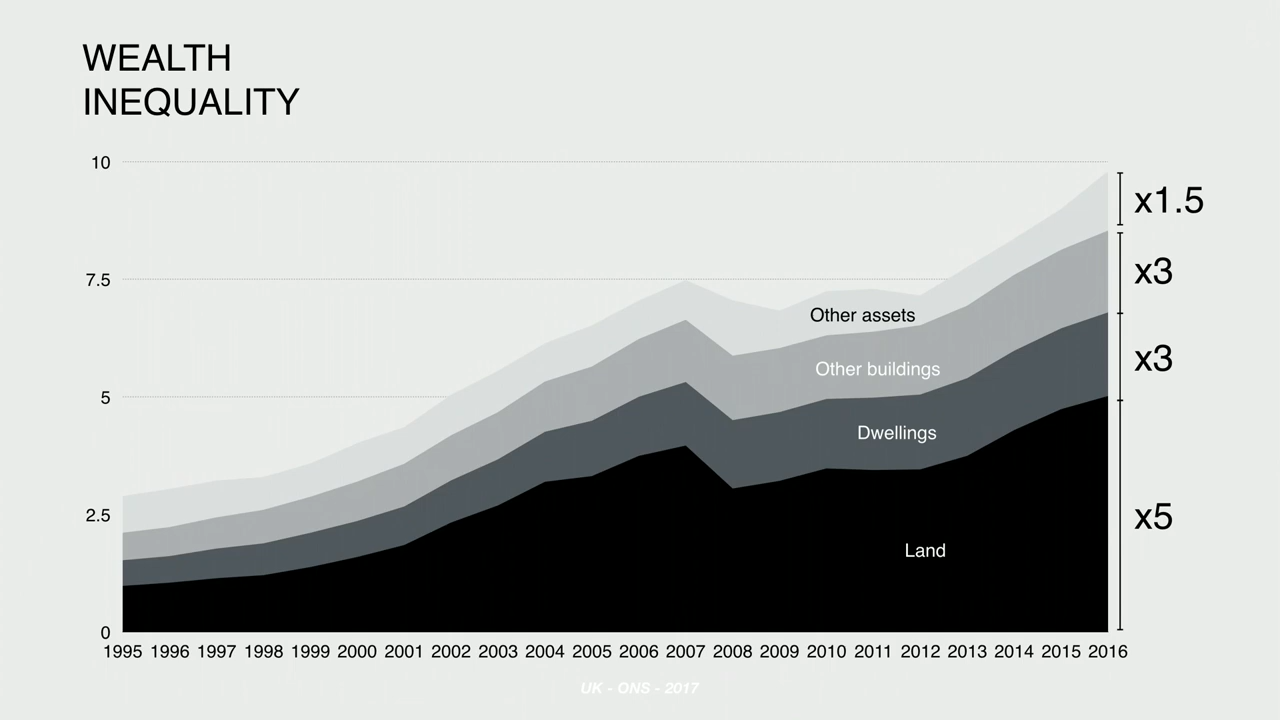 WEALTH
INEQUALITY
10
x1.5
7.5
x3
Other assets
Other buildings
x3
5
Dwellings
2.5
x5
Land
0
1995 1996 1997 1998 1999 2000 2001 2002 2003 2004 2005 2006 2007 2008 2009 2010 2011 2012 2013 2014 2015 2016
UK - ONS - 2017